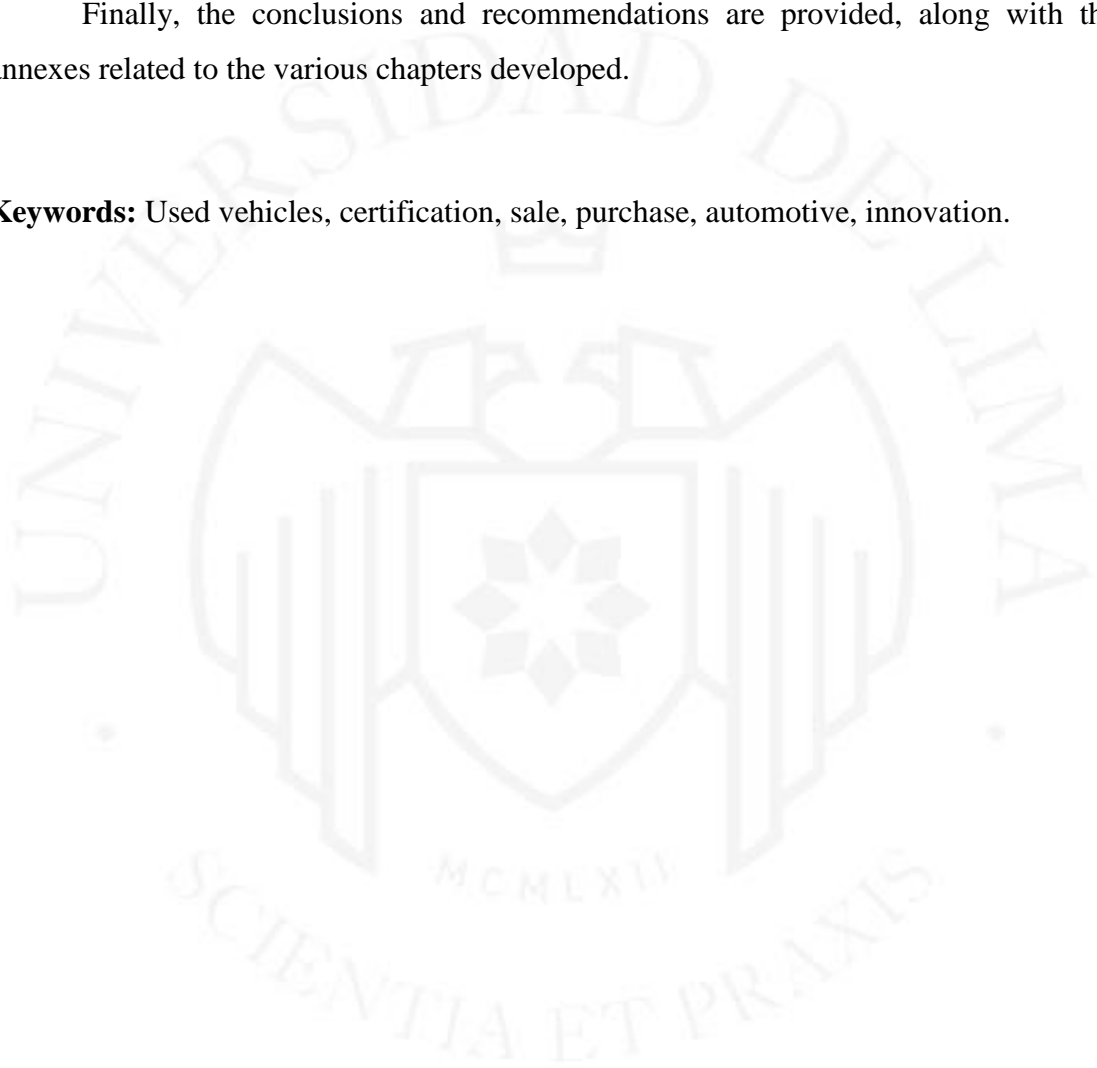 Finally, the conclusions and recommendations are provided, along with th
annexes related to the various chapters developed.
Keywords: Used vehicles, certification, sale, purchase, automotive, innovation.
UNIVERSIDAD DE LIMA
MCMLXII
SCIENTIA ET PRAXIS